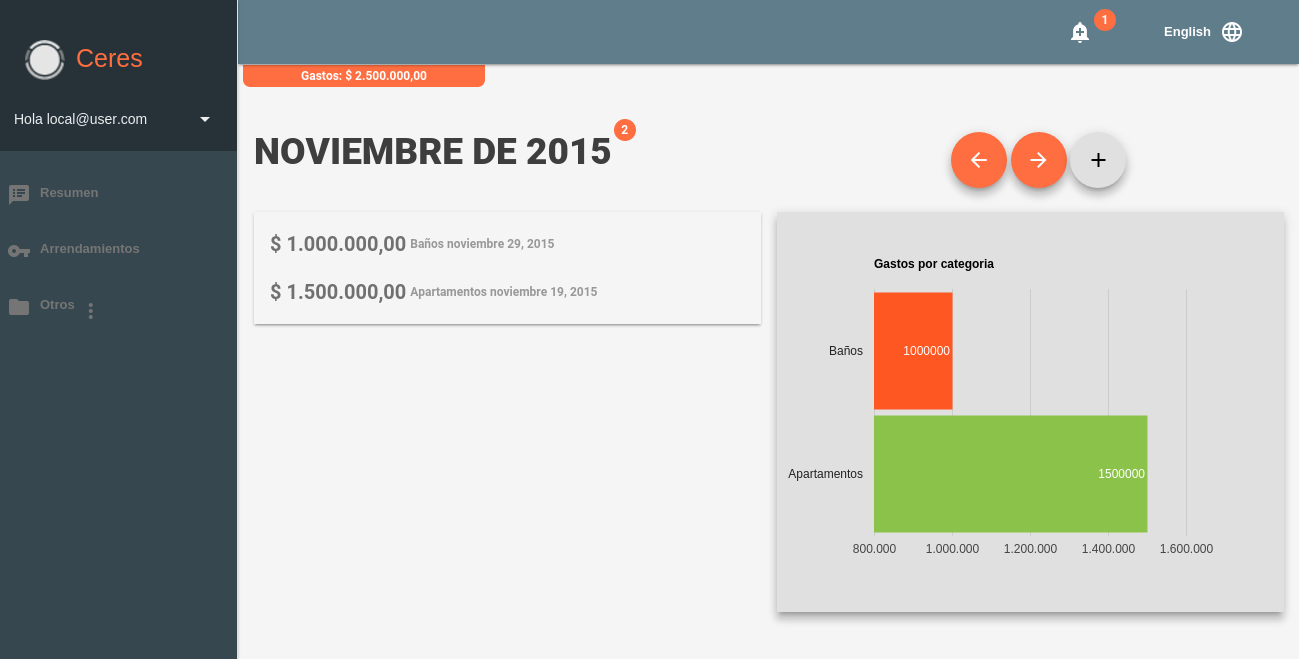 Ceres
Hola local@user.com
Resumen
Arrendamientos
Otros
1
English
Gastos: $ 2.500.000,00
NOVIEMBRE DE 2015
2
$ 1.000.000,00 Baños noviembre 29, 2015
$ 1.500.000,00 Apartamentos noviembre 19, 2015
Gastos por categoria
Baños
1000000
Apartamentos
1500000
800.000 1.000.000 1.200.000 1.400.000 1.600.000